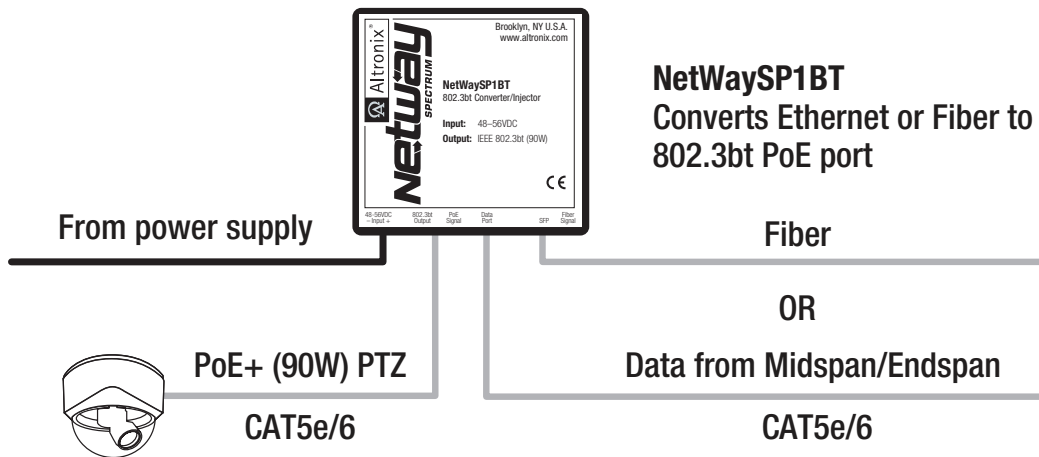 Altronix®
Netway
SPECTRUM
Brooklyn, NY U.S.A.
www.altronix.com
NetWaySP1BT
802.3bt Converter/Injector
Input: 48–56VDC
Output: IEEE 802.3bt (90W)
CE
48-56VDC
– Input +
802.3bt
Output
PoE
Signal
Data
Port
SFP
Fiber
Signal
NetWaySP1BT
Converts Ethernet or Fiber to
802.3bt PoE port
From power supply
Fiber
OR
PoE+ (90W) PTZ
Data from Midspan/Endspan
CAT5e/6
CAT5e/6